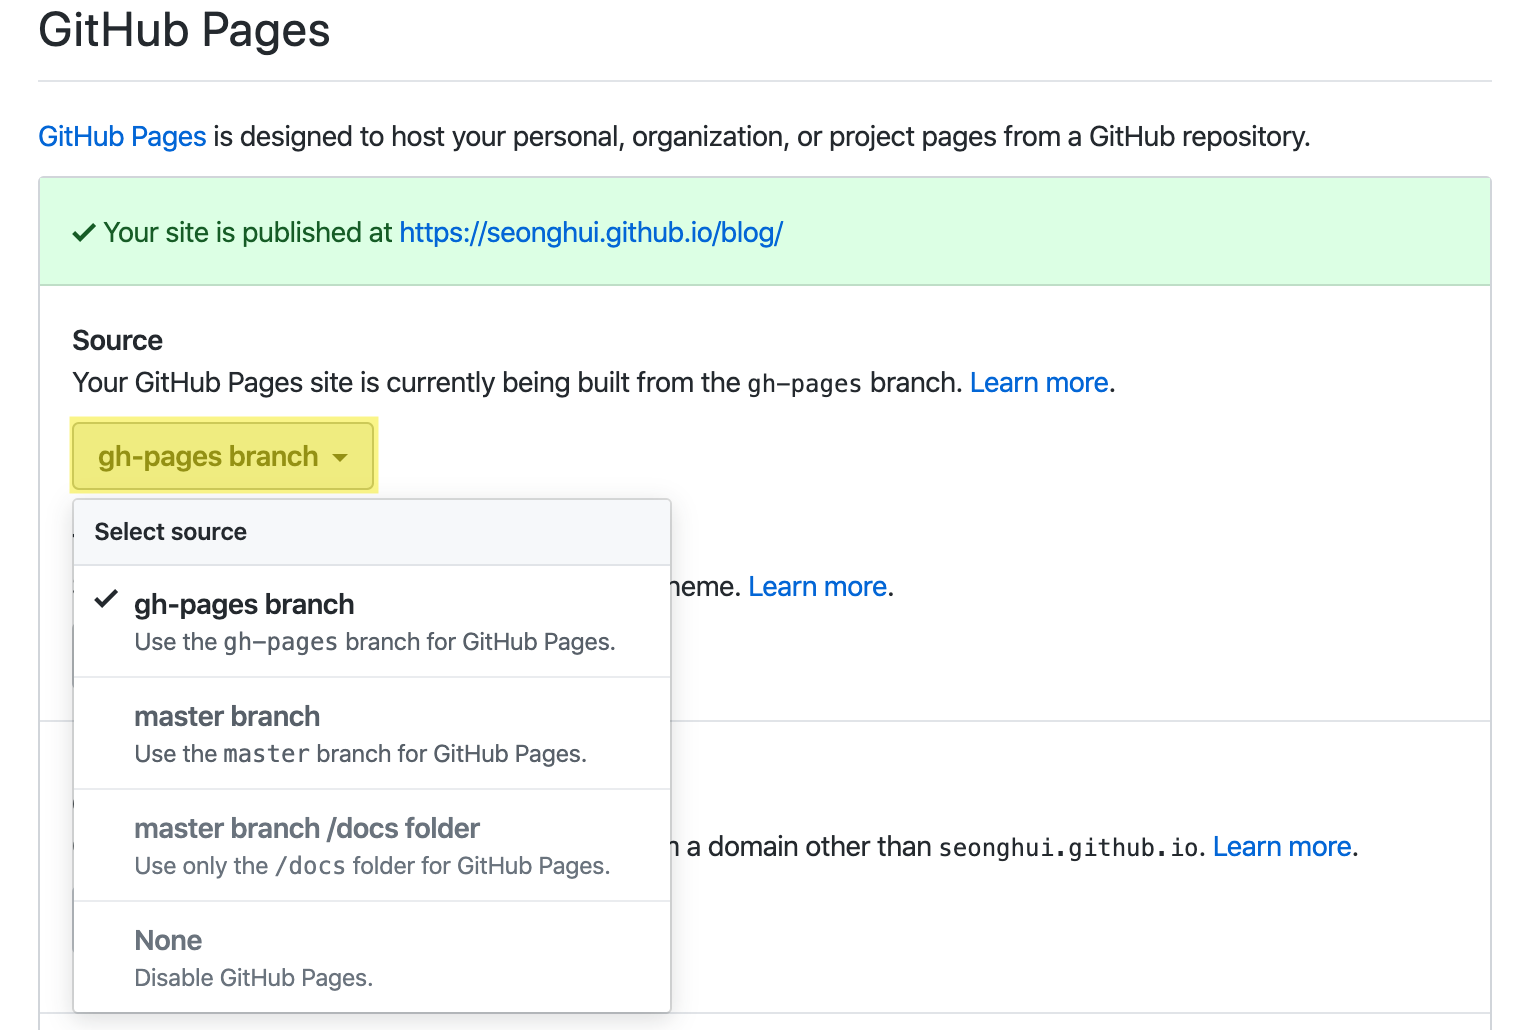 GitHub Pages
GitHub Pages is designed to host your personal, organization, or project pages from a GitHub repository.
Your site is published at https://seonghui.github.io/blog/
Source
Your GitHub Pages site is currently being built from the gh-pages branch. Learn more.
gh-pages branch
Select source
gh-pages branch
Use the gh-pages branch for GitHub Pages.
heme. Learn more.
master branch
Use the master branch for GitHub Pages.
master branch /docs folder
Use only the /docs folder for GitHub Pages.
a domain other than seonghui.github.io. Learn more.
None
Disable GitHub Pages.